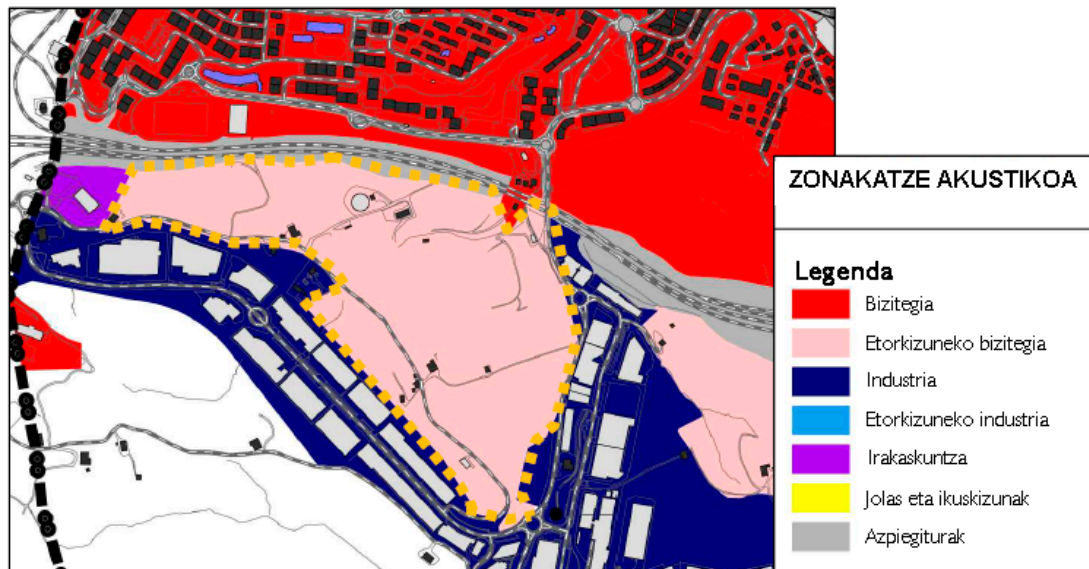 ZONAKATZE AKUSTIKOA
Legenda
Bizitegia
Etorkizuneko bizitegia
Industria
Etorkizuneko industria
Irakaskuntza
Jolas eta ikuskizunak
Azpiegiturak